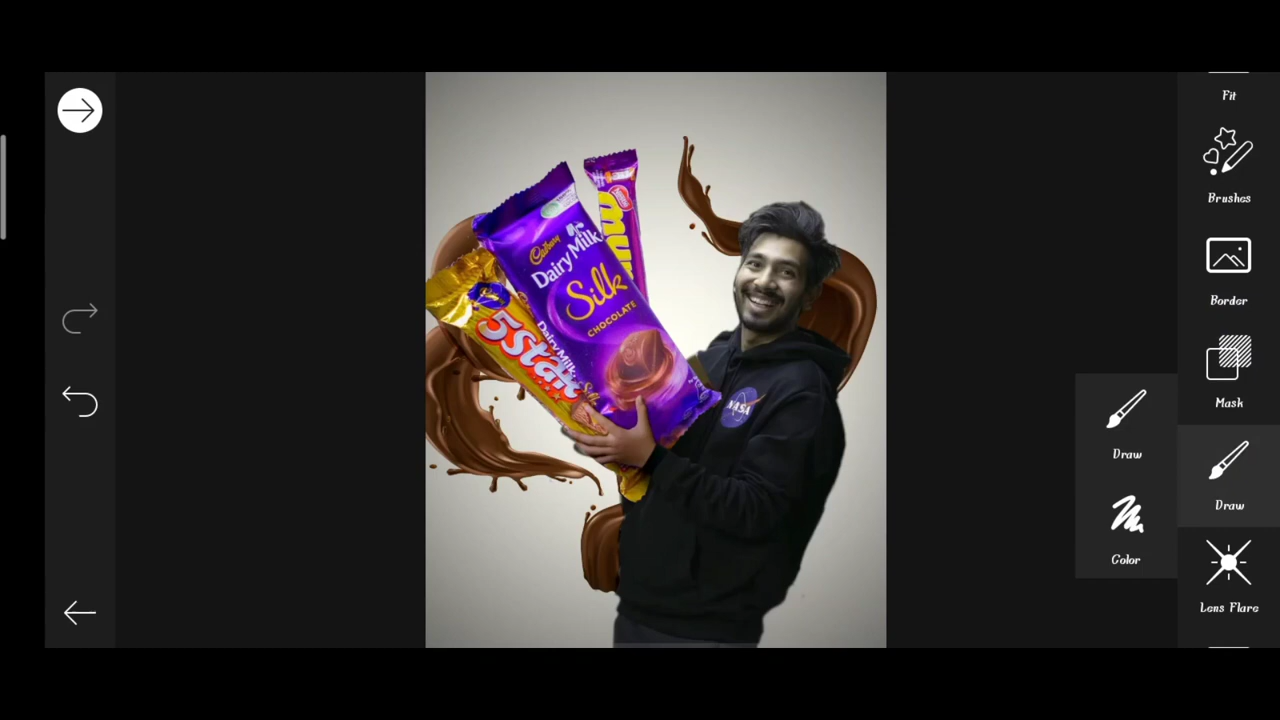 Fit
Brushes
Border
Mask
Draw
Lens Flare
Draw
Color
Cadbury
Dairy Milk
Silk
CHOCOLATE
5Star
Dairy Milk
NASA